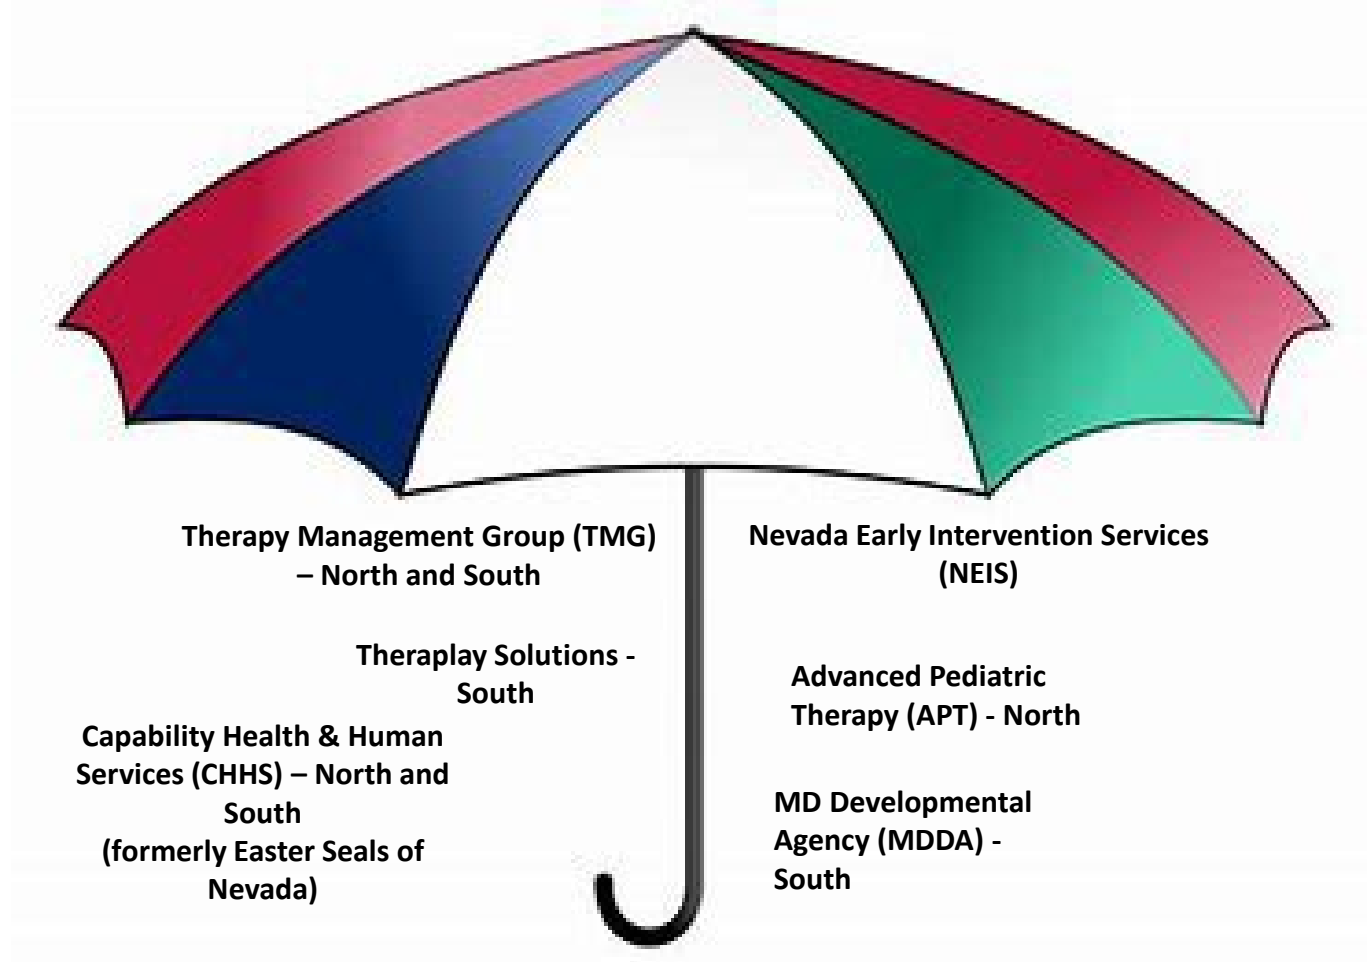 Therapy Management Group (TMG)
– North and South
Theraplay Solutions -
South
Capability Health & Human
Services (CHHS) – North and
South
(formerly Easter Seals of
Nevada)
Nevada Early Intervention Services
(NEIS)
Advanced Pediatric
Therapy (APT) - North
MD Developmental
Agency (MDDA) -
South